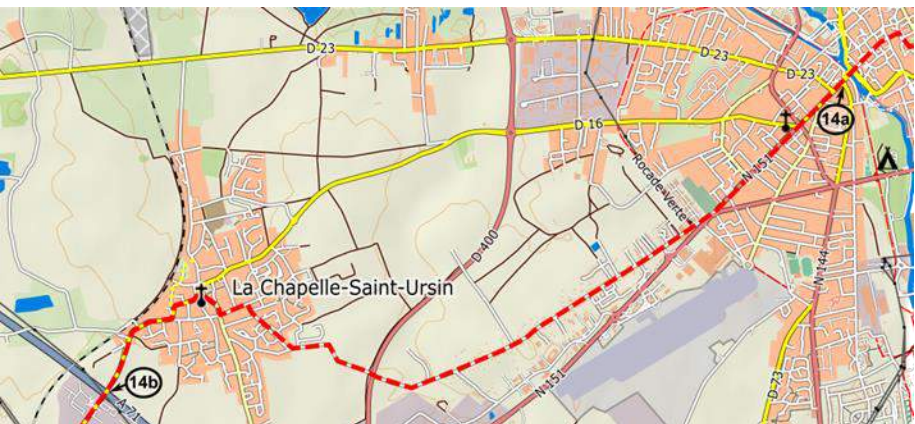 D 23
D 23
D 23
14a
D 16
N 151
Rocade-Verte
D 400
N 144
La Chapelle-Saint-Ursin
N 151
D 73
14b
A 71